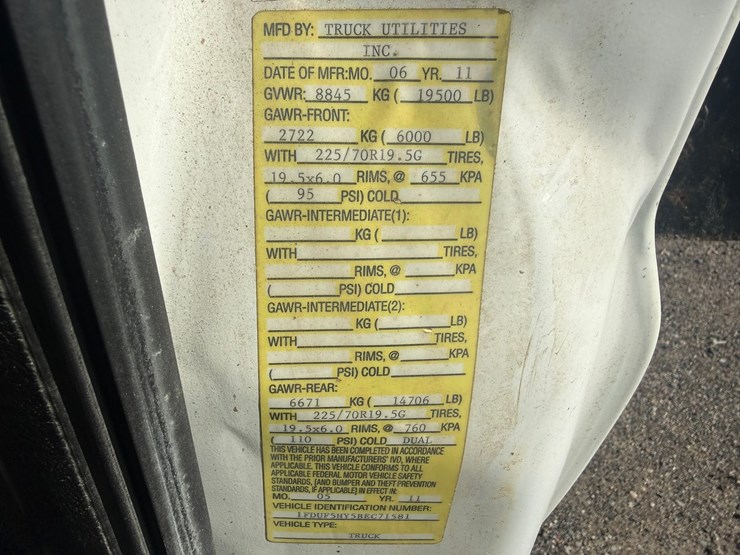 MFD BY: TRUCK UTILITIES
INC.
DATE OF MFR:MO. 06 YR. 11
GVWR: 8845 KG ( 19500 LB)
GAWR-FRONT:
2722 KG ( 6000 LB)
WITH 225/70R19.5G TIRES,
19.5x6.0 RIMS, @ 655 KPA
( 95 PSI) COLD
GAWR-INTERMEDIATE(1):
KG ( LB)
WITH TIRES,
RIMS, @ KPA
( PSI) COLD
GAWR-INTERMEDIATE(2):
KG ( LB)
WITH TIRES,
RIMS, @ KPA
( PSI) COLD
GAWR-REAR:
6671 KG ( 14706 LB)
WITH 225/70R19.5G TIRES,
19.5x6.0 RIMS, @ 760 KPA
( 110 PSI) COLD DUAL
THIS VEHICLE HAS BEEN COMPLETED IN ACCORDANCE
WITH THE PRIOR MANUFACTURERS' IVD, WHERE
APPLICABLE. THIS VEHICLE CONFORMS TO ALL
APPLICABLE FEDERAL MOTOR VEHICLE SAFETY
STANDARDS, [AND BUMPER AND THEFT PREVENTION
STANDARDS, IF APPLICABLE] IN EFFECT IN:
MO. 05 YR. 11
VEHICLE IDENTIFICATION NUMBER:
1FDUF5HY5BEC71581
VEHICLE TYPE:
TRUCK